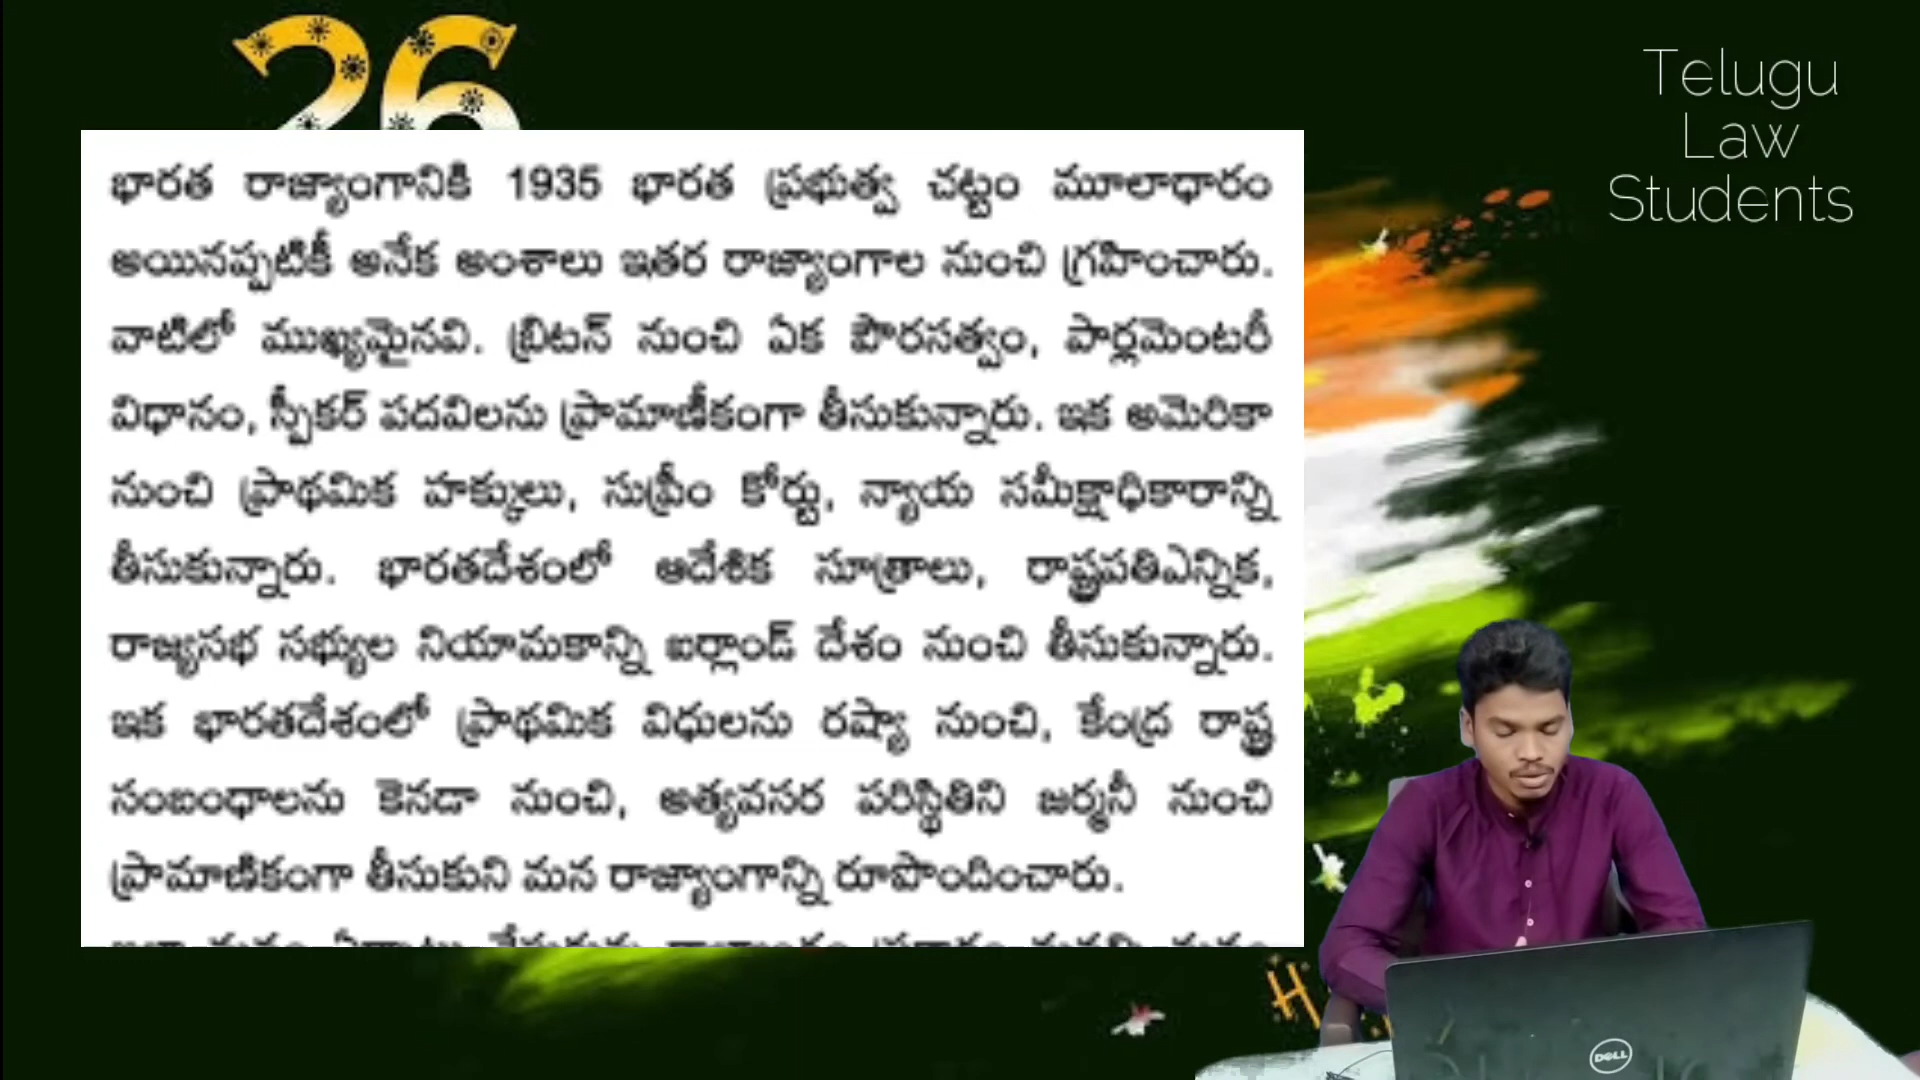 26
Telugu
Law
Students
భారత రాజ్యాంగానికి 1935 భారత ప్రభుత్వ చట్టం మూలాధారం
అయినప్పటికీ అనేక అంశాలు ఇతర రాజ్యాంగాల నుంచి గ్రహించారు.
వాటిలో ముఖ్యమైనవి. బ్రిటన్ నుంచి ఏక పౌరసత్వం, పార్లమెంటరీ
విధానం, స్పీకర్ పదవిలను ప్రామాణీకంగా తీసుకున్నారు. ఇక అమెరికా
నుంచి ప్రాథమిక హక్కులు, సుప్రీం కోర్టు, న్యాయ సమీక్షాధికారాన్ని
తీసుకున్నారు. భారతదేశంలో ఆదేశిక సూత్రాలు, రాష్ట్రపతిఎన్నిక,
రాజ్యసభ సభ్యుల నియామకాన్ని ఐర్లాండ్ దేశం నుంచి తీసుకున్నారు.
ఇక భారతదేశంలో ప్రాథమిక విధులను రష్యా నుంచి, కేంద్ర రాష్ట్ర
సంబంధాలను కెనడా నుంచి, అత్యవసర పరిస్థితిని జర్మనీ నుంచి
ప్రామాణికంగా తీసుకుని మన రాజ్యాంగాన్ని రూపొందించారు.
H
DELL